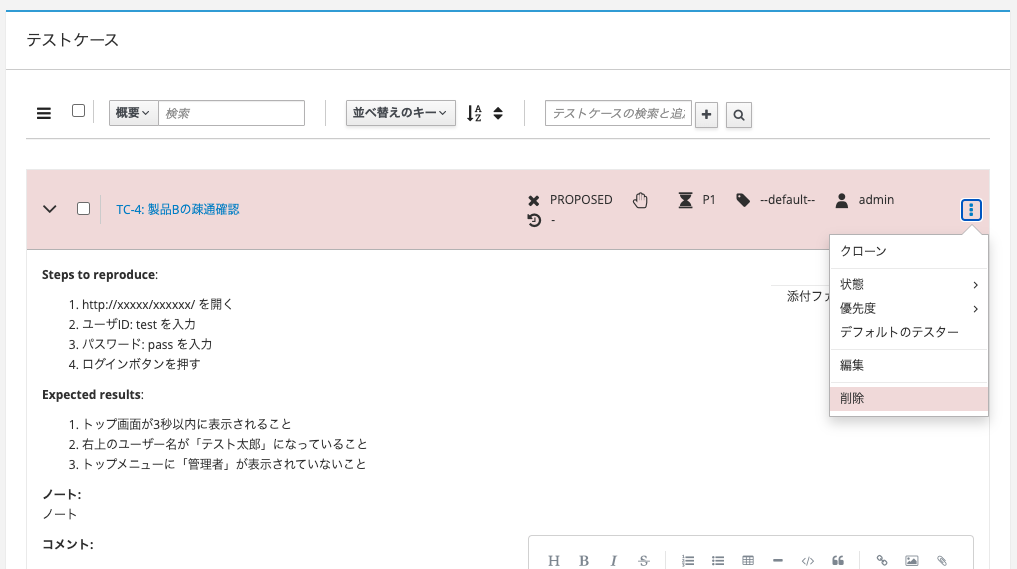 テストケース
概要 検索 並べ替えのキー テストケースの検索と追
TC-4: 製品Bの疎通確認 PROPOSED P1 --default-- admin
-
クローン
状態
優先度
デフォルトのテスター
編集
削除
Steps to reproduce:
1. http://xxxxx/xxxxxx/ を開く
2. ユーザID: test を入力
3. パスワード: pass を入力
4. ログインボタンを押す
添付ファ
Expected results:
1. トップ画面が3秒以内に表示されること
2. 右上のユーザー名が「テスト太郎」になっていること
3. トップメニューに「管理者」が表示されていないこと
ノート:
ノート
コメント:
H B I S